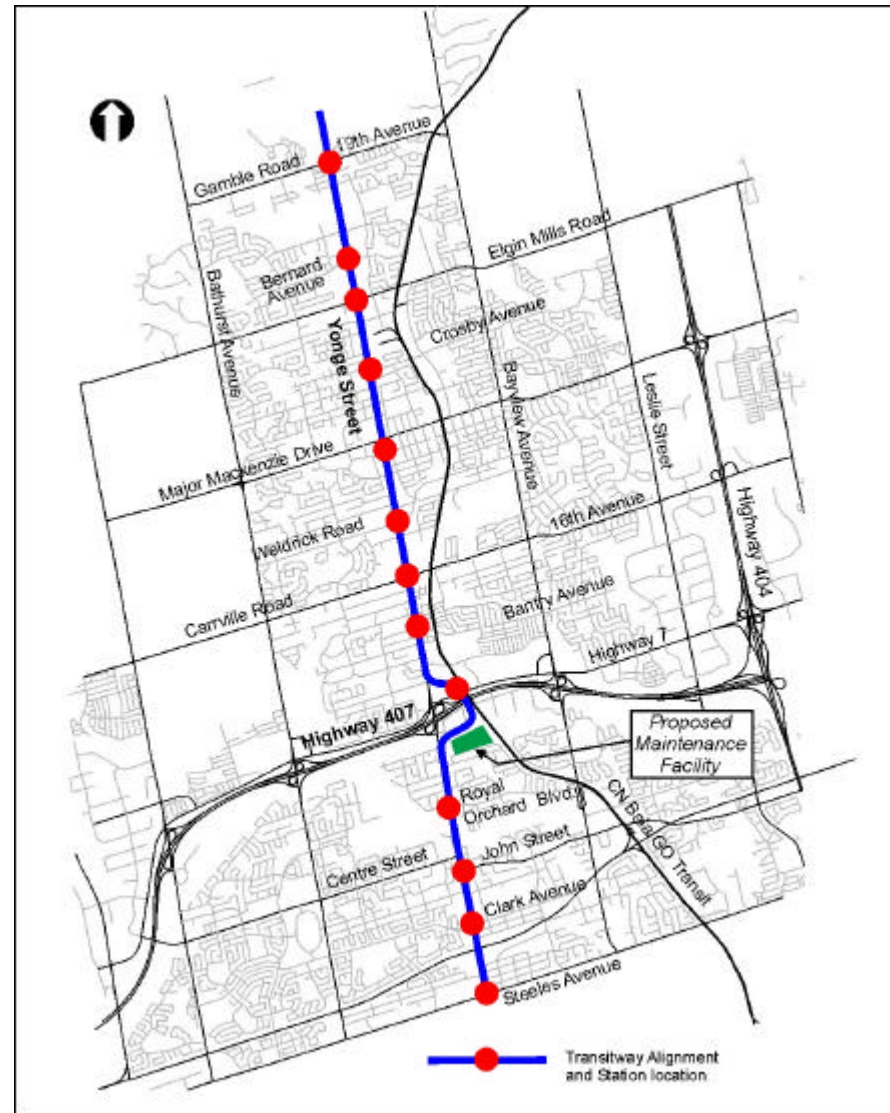 19th Avenue
Gamble Road
Elgin Mills Road
Bernard
Avenue
Bathurst Avenue
Crosby Avenue
Yonge Street
Bayview Avenue
Leslie Street
Major Mackenzie Drive
16th Avenue
Weldrick Road
Highway 404
Carrville Road
Bantry Avenue
Highway 7
Highway 407
Proposed
Maintenance
Facility
Royal
Orchard Blvd.
CN Bala/GO Transit
John Street
Centre Street
Clark Avenue
Steeles Avenue
Transitway Alignment
and Station location